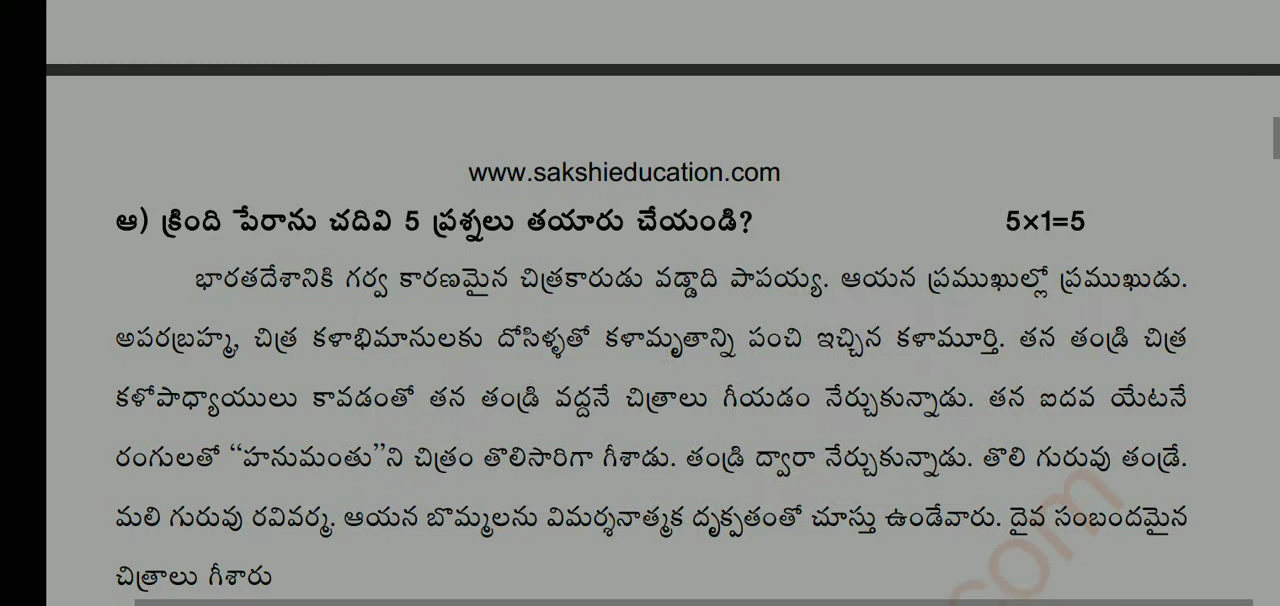 www.sakshieducation.com
ఆ) క్రింది పేరాను చదివి 5 ప్రశ్నలు తయారు చేయండి? 5×1=5
భారతదేశానికి గర్వ కారణమైన చిత్రకారుడు వడ్డాది పాపయ్య. ఆయన ప్రముఖుల్లో ప్రముఖుడు.
అపరబ్రహ్మ, చిత్ర కళాభిమానులకు దోసిళ్ళతో కళామృతాన్ని పంచి ఇచ్చిన కళామూర్తి. తన తండ్రి చిత్ర
కళోపాధ్యాయులు కావడంతో తన తండ్రి వద్దనే చిత్రాలు గీయడం నేర్చుకున్నాడు. తన ఐదవ యేటనే
రంగులతో “హనుమంతు”ని చిత్రం తొలిసారిగా గీశాడు. తండ్రి ద్వారా నేర్చుకున్నాడు. తొలి గురువు తండ్రే.
మలి గురువు రవివర్మ. ఆయన బొమ్మలను విమర్శనాత్మక దృక్పతంతో చూస్తు ఉండేవారు. దైవ సంబందమైన
చిత్రాలు గీశారు
.com